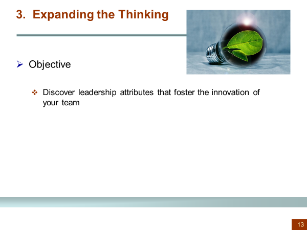 3. Expanding the Thinking
Objective
Discover leadership attributes that foster the innovation of
your team
13